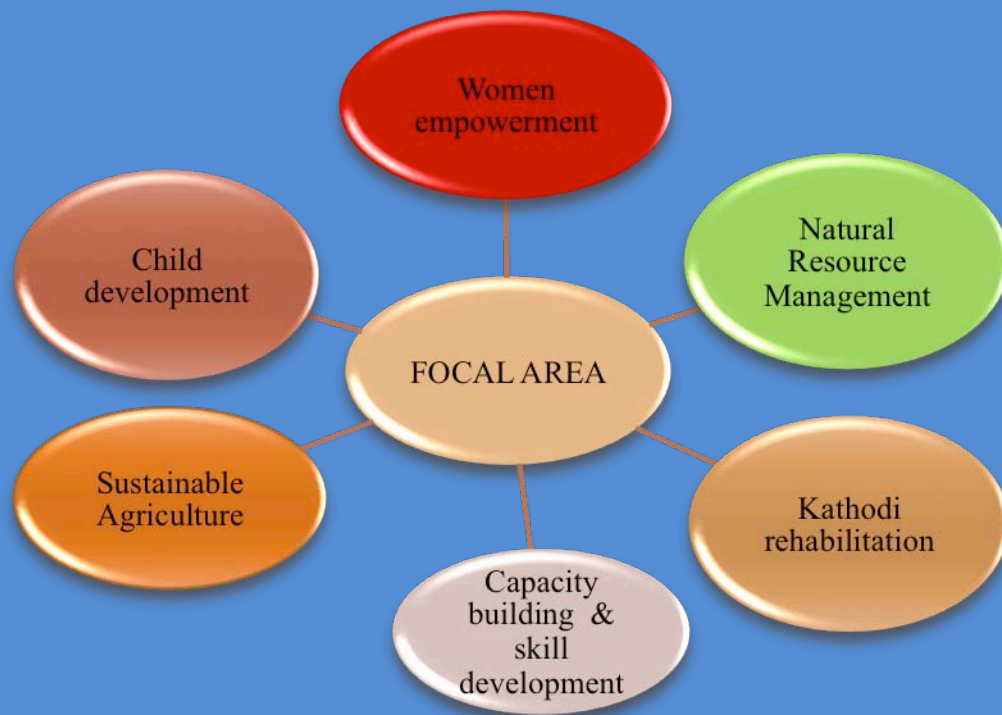 Women
empowerment
Natural
Resource
Management
Child
development
FOCAL AREA
Sustainable
Agriculture
Kathodi
rehabilitation
Capacity
building & 
skill
development